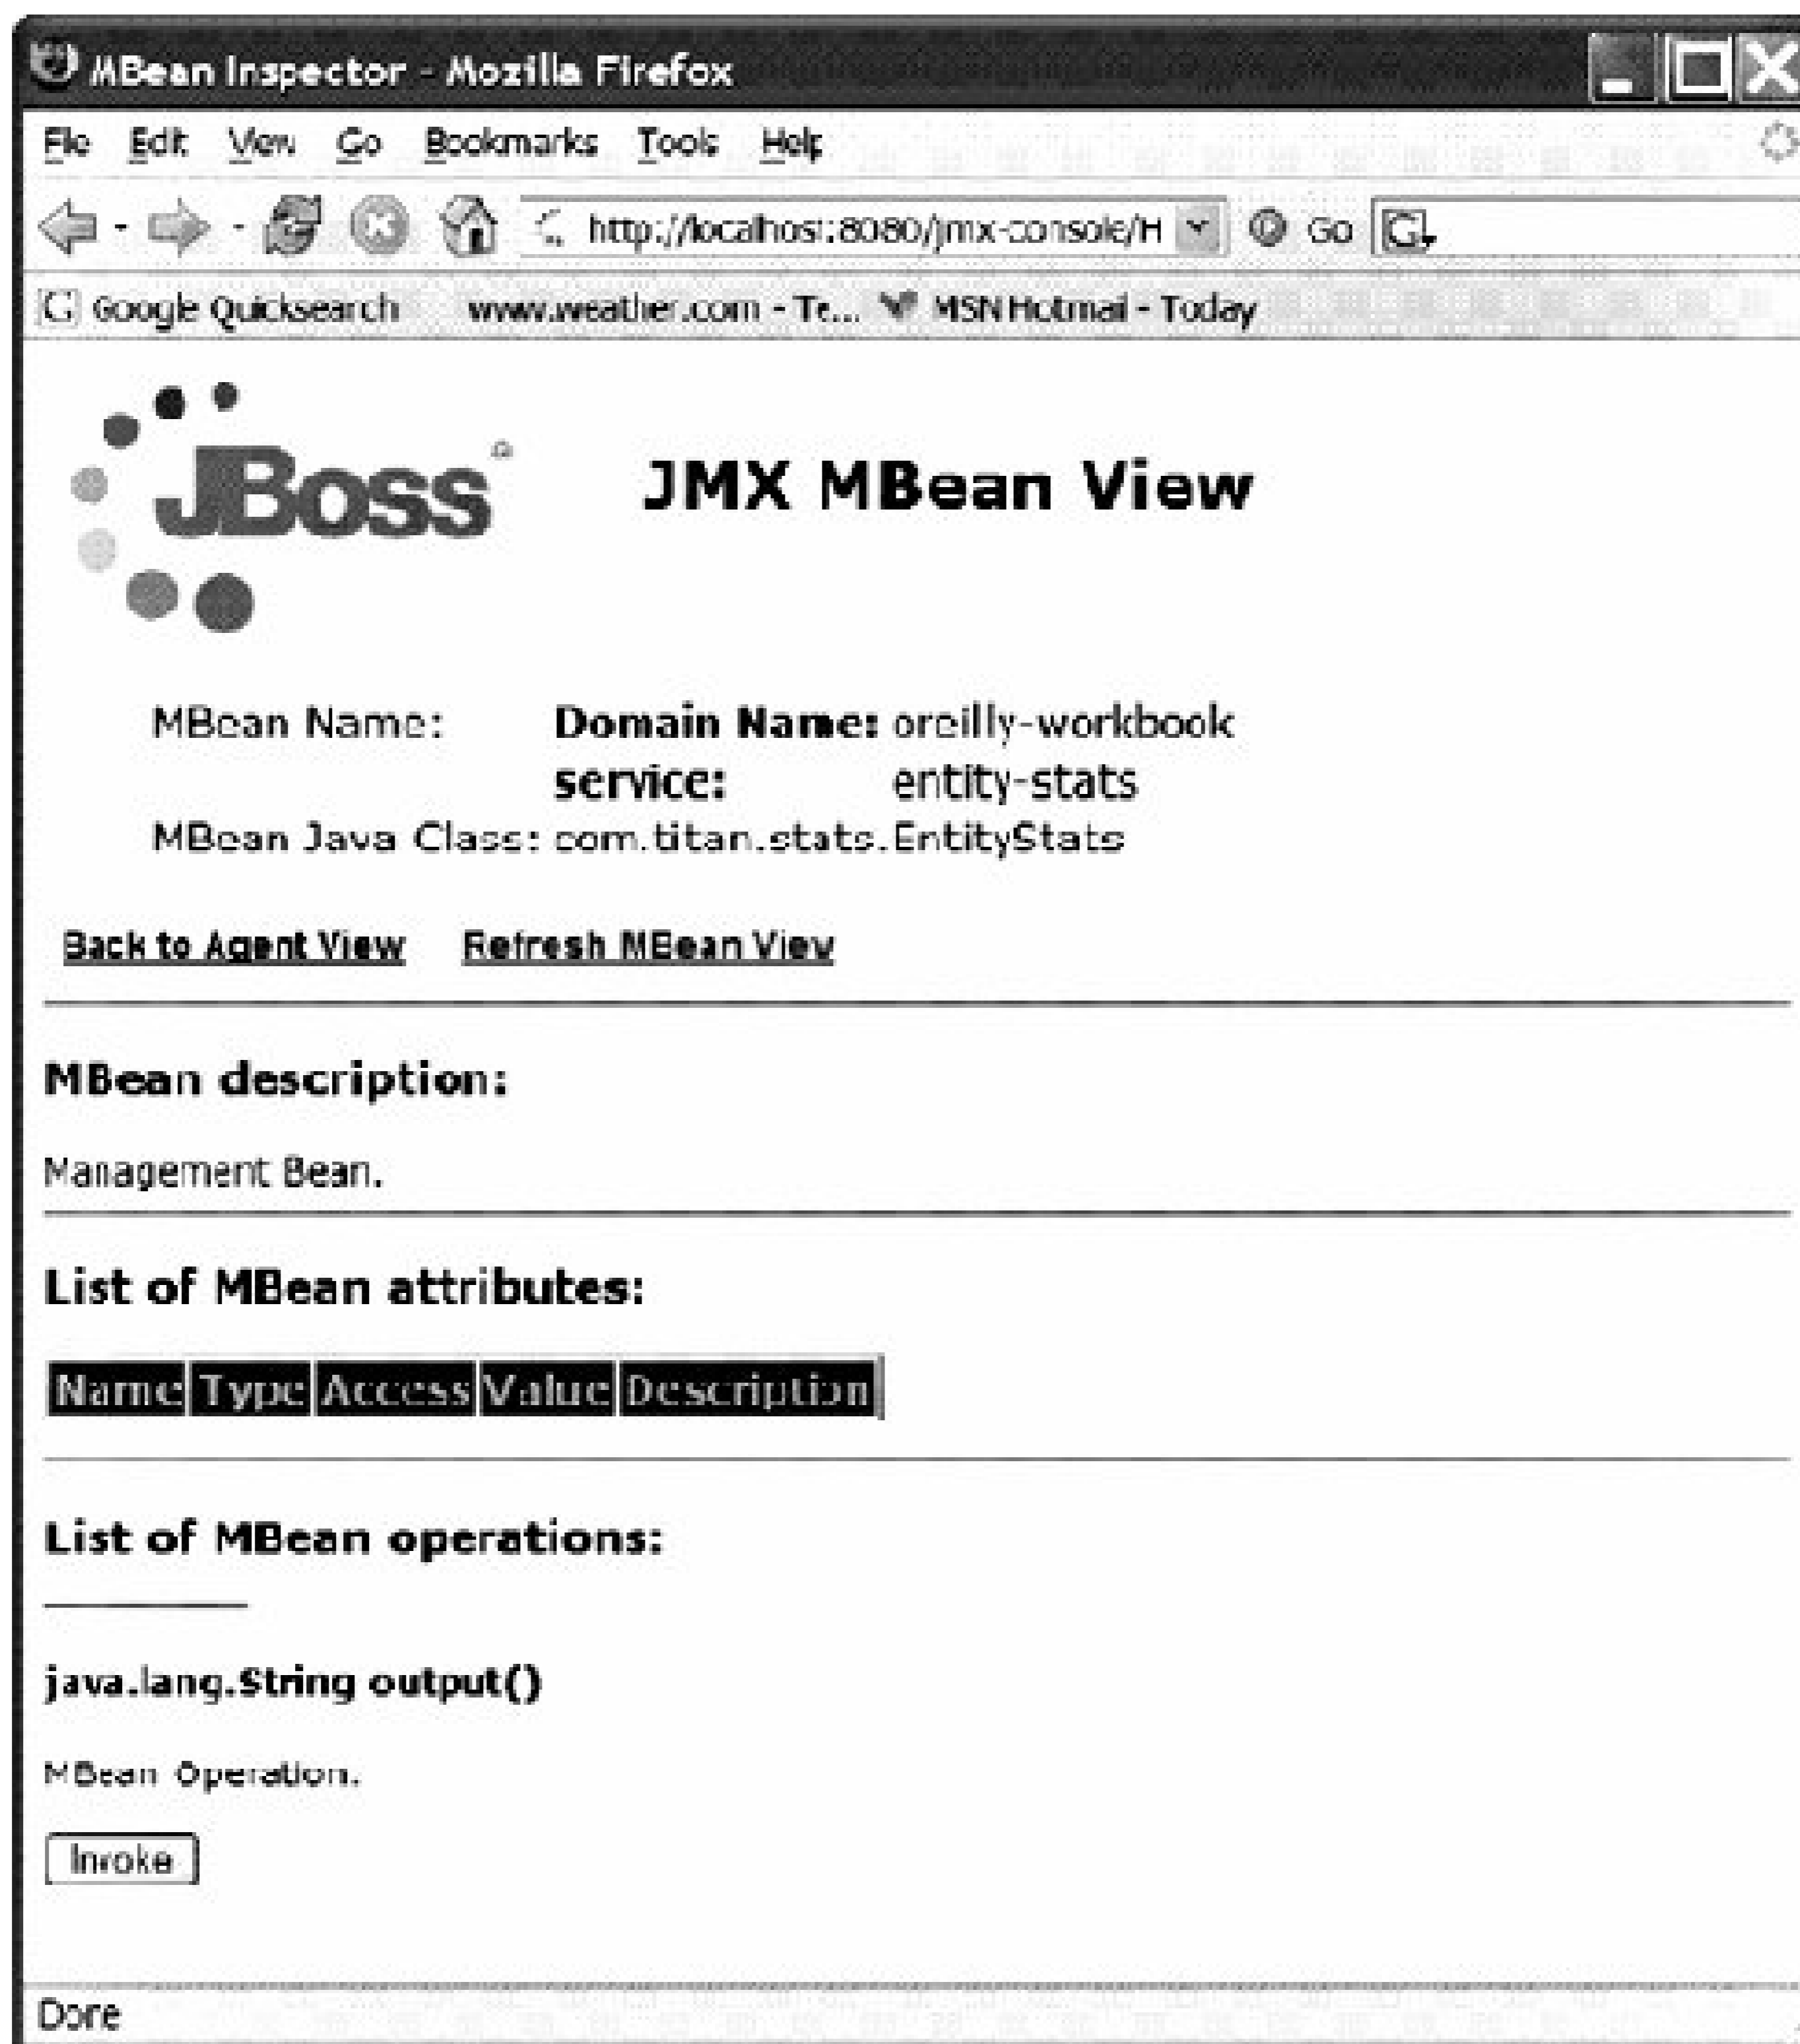 MBean Inspector - Mozilla Firefox
File Edit View Go Bookmarks Tools Help
http://localhost:8080/jmx-console/H Go G
G Google Quicksearch www.weather.com - Te... MSN Hotmail - Today
JBoss®
JMX MBean View
MBean Name: Domain Name: oreilly-workbook
service: entity-stats
MBean Java Class: com.titan.stats.EntityStats
Back to Agent View Refresh MBean View
MBean description:
Management Bean.
List of MBean attributes:
Name Type Access Value Description
List of MBean operations:
java.lang.String output()
MBean Operation.
Invoke
Done